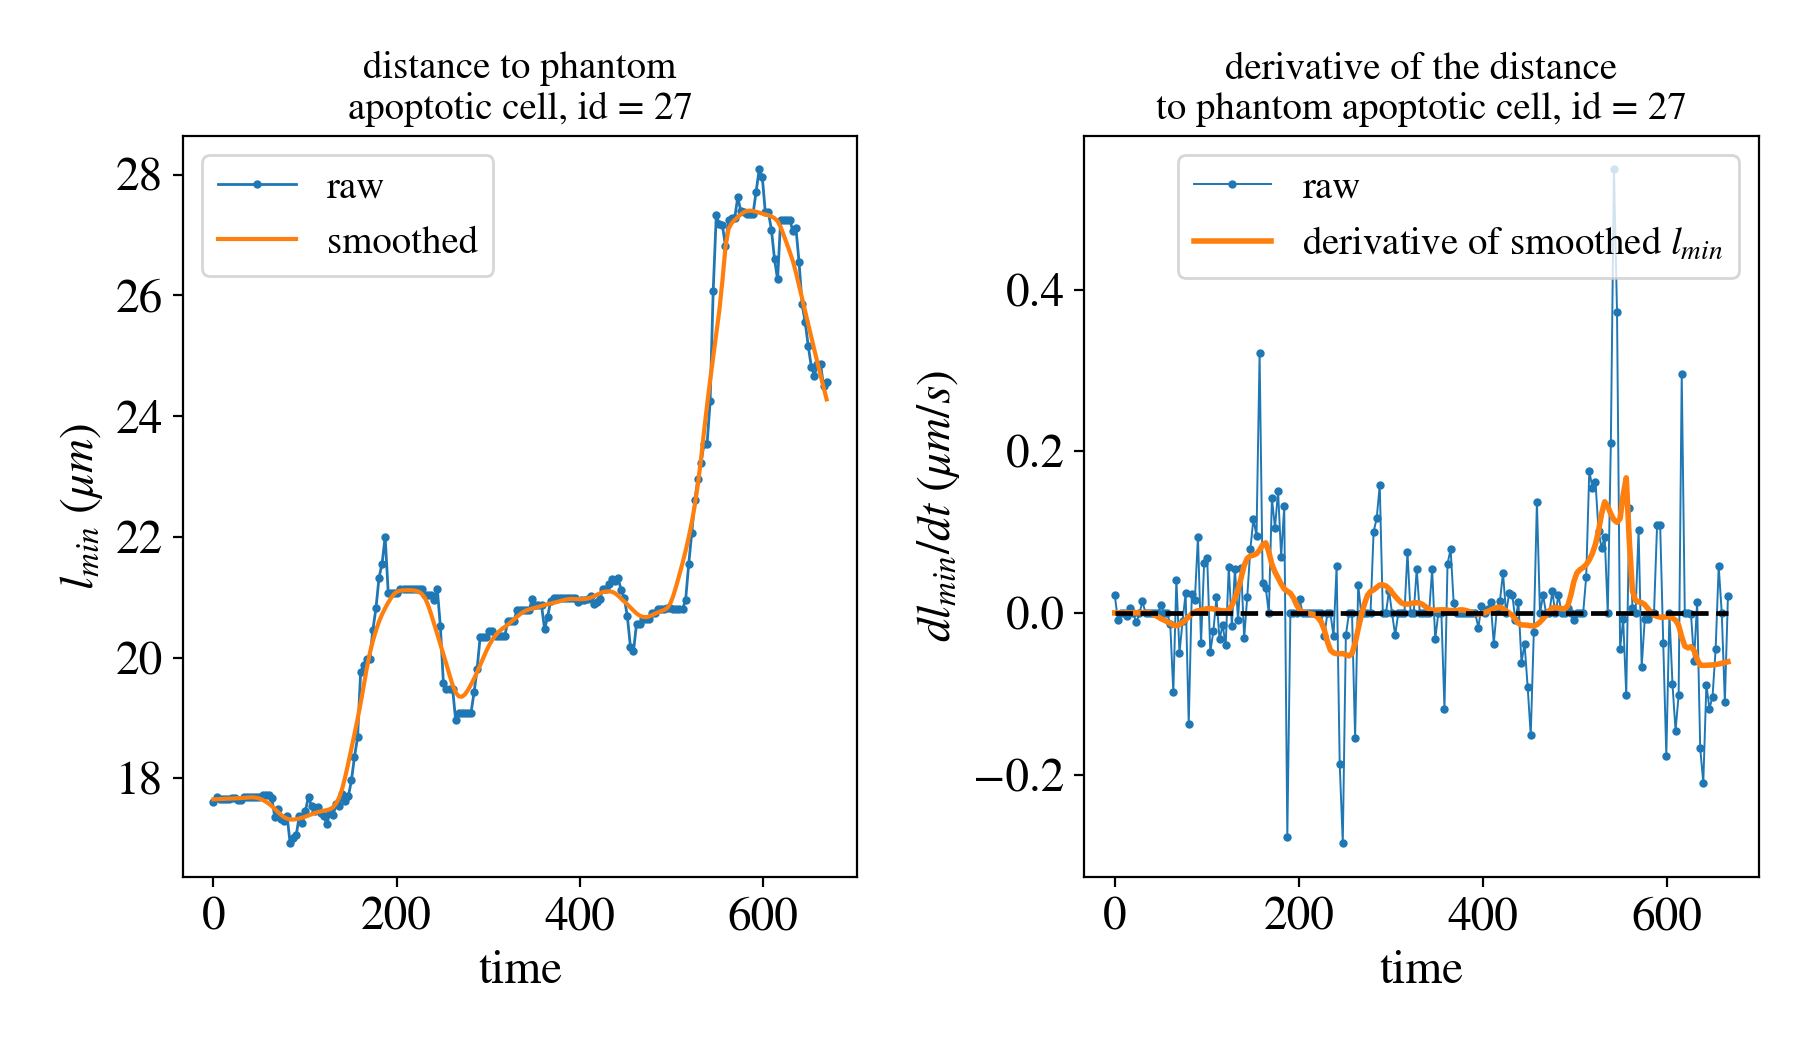 distance to phantom
apoptotic cell, id = 27
raw
smoothed
28
26
24
22
20
18
l_min (μm)
0 200 400 600
time
derivative of the distance
to phantom apoptotic cell, id = 27
raw
derivative of smoothed l_min
0.4
0.2
0.0
−0.2
dl_min/dt (μm/s)
0 200 400 600
time